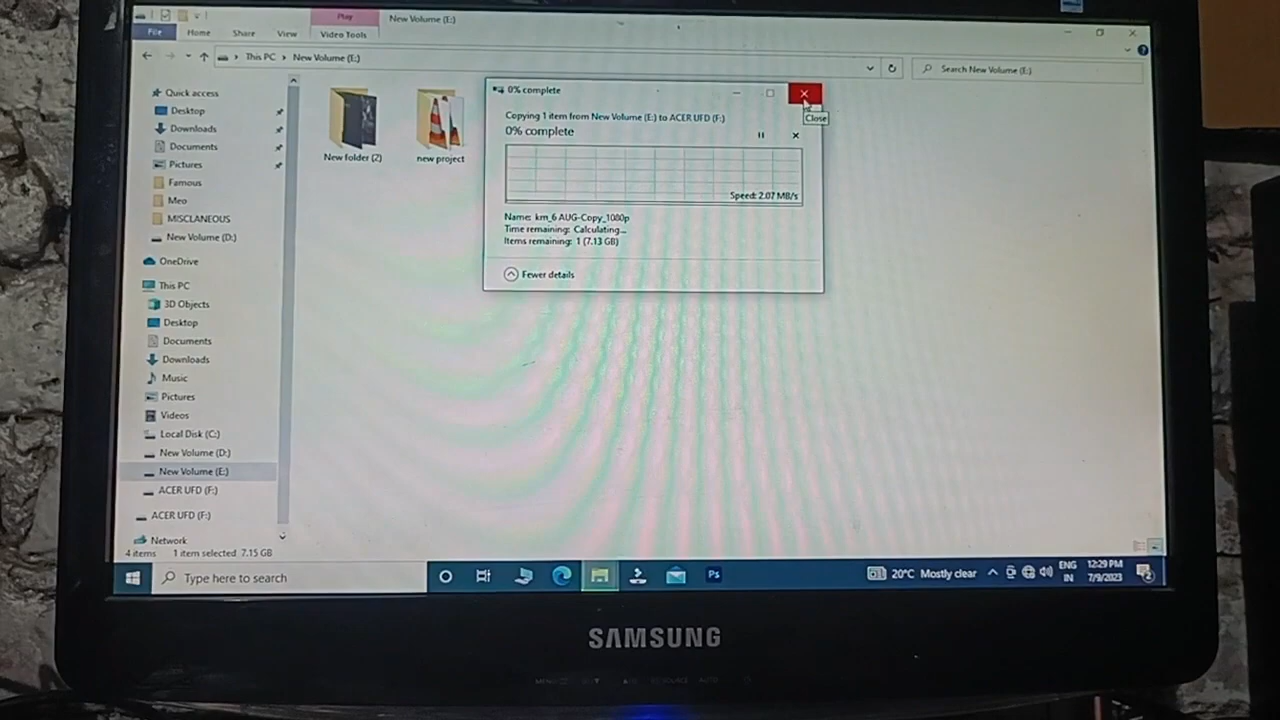 Play
New Volume (E:)
File
Home
Share
View
Video Tools
This PC
New Volume (E:)
Search New Volume (E:)
Quick access
Desktop
Downloads
Documents
Pictures
Famous
Meo
MISCLANEOUS
New Volume (D:)
OneDrive
This PC
3D Objects
Desktop
Documents
Downloads
Music
Pictures
Videos
Local Disk (C:)
New Volume (D:)
New Volume (E:)
ACER UFD (F:)
ACER UFD (F:)
Network
New folder (2)
new project
0% complete
Close
Copying 1 item from New Volume (E:) to ACER UFD (F:)
0% complete
Speed: 2.07 MB/s
Name: km_6 AUG-Copy_1080p
Time remaining: Calculating...
Items remaining: 1 (7.13 GB)
Fewer details
4 items 1 item selected 7.15 GB
Type here to search
Ps
20°C Mostly clear
ENG
IN
12:29 PM
7/9/2023
2
SAMSUNG